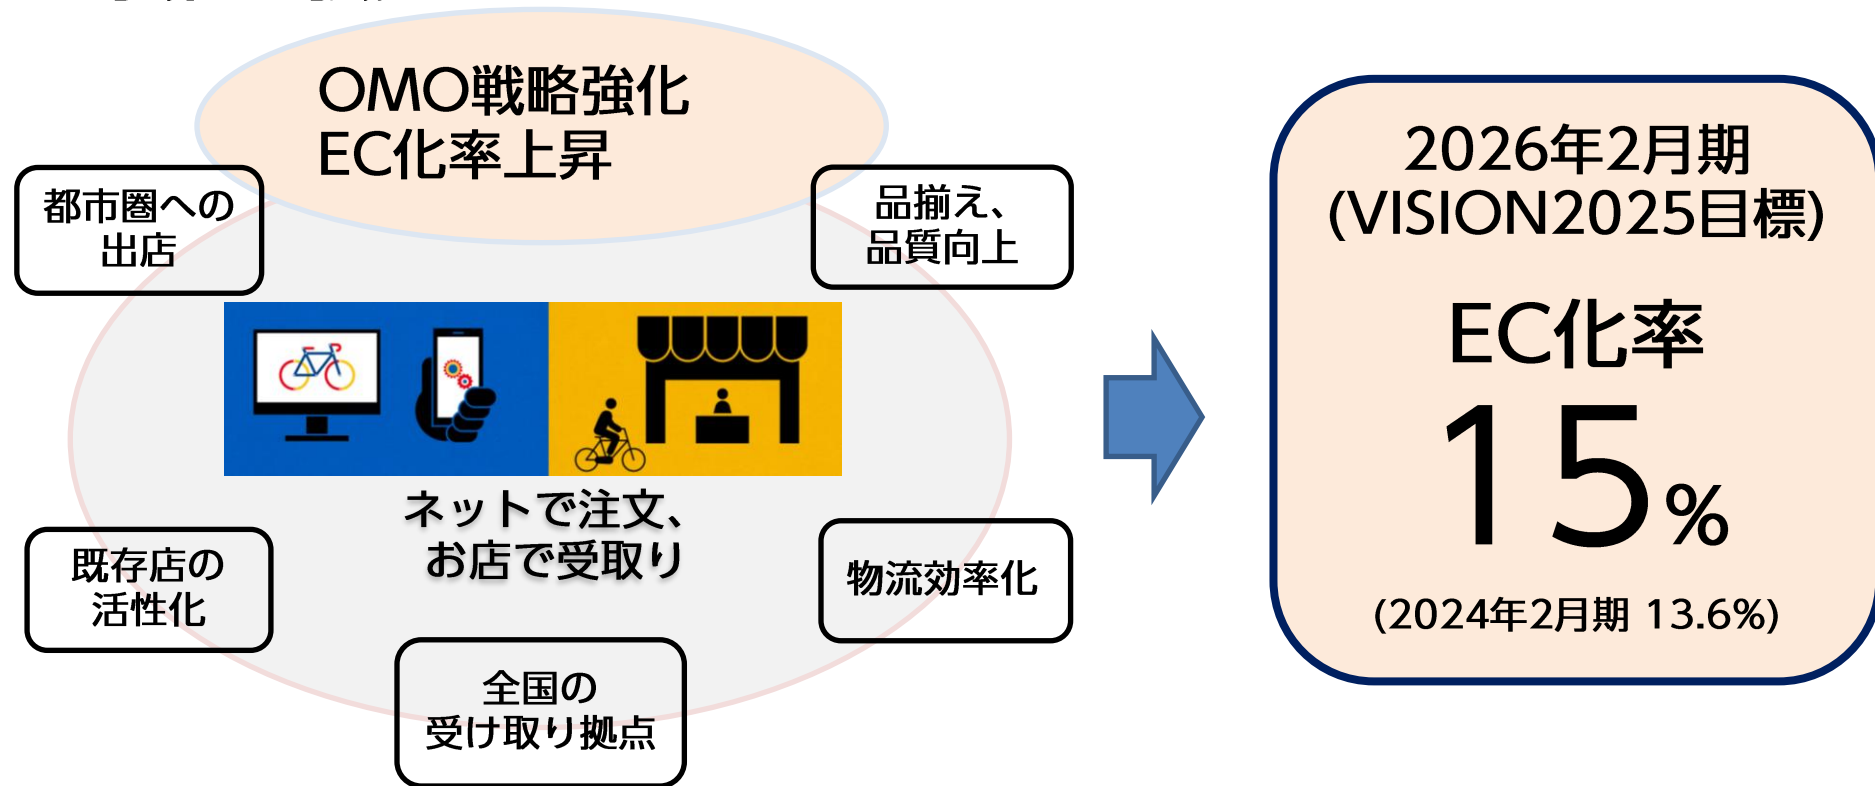 OMO戦略強化
EC化率上昇
都市圏への
出店
品揃え、
品質向上
ネットで注文、
お店で受取り
既存店の
活性化
物流効率化
全国の
受け取り拠点
2026年2月期
(VISION2025目標)
EC化率
15%
(2024年2月期 13.6%)